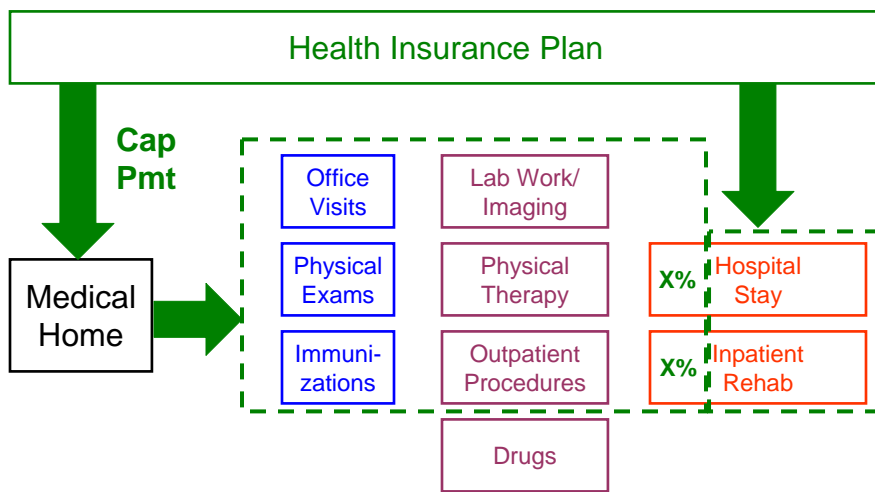 Health Insurance Plan
Cap
Pmt
Office
Visits
Lab Work/
Imaging
Medical
Home
Physical
Exams
Physical
Therapy
X%
Hospital
Stay
Immuni-
zations
Outpatient
Procedures
X%
Inpatient
Rehab
Drugs